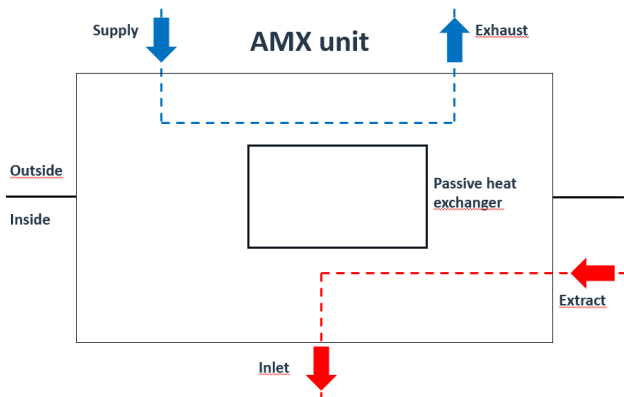 Supply
AMX unit
Exhaust
Outside
Passive heat
exchanger
Inside
Extract
Inlet